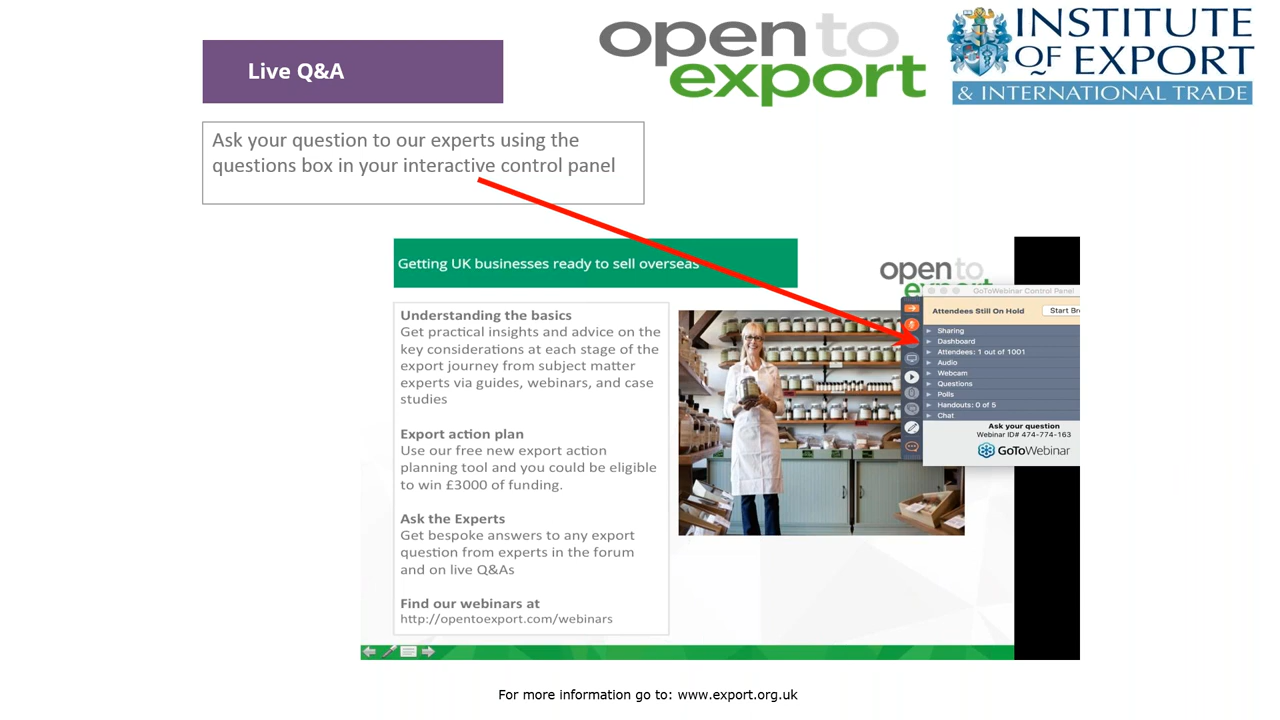 Live Q&A
open to
export
INSTITUTE
OF EXPORT
& INTERNATIONAL TRADE
Ask your question to our experts using the
questions box in your interactive control panel
Getting UK businesses ready to sell overseas
open to
export
Understanding the basics
Get practical insights and advice on the
key considerations at each stage of the
export journey from subject matter
experts via guides, webinars, and case
studies
Export action plan
Use our free new export action
planning tool and you could be eligible
to win £3000 of funding.
Ask the Experts
Get bespoke answers to any export
question from experts in the forum
and on live Q&As
Find our webinars at
http://opentoexport.com/webinars
GoToWebinar Control Panel
Attendees Still On Hold
Start Br
Sharing
Dashboard
Attendees: 1 out of 1001
Audio
Webcam
Questions
Polls
Handouts: 0 of 5
Chat
Ask your question
Webinar ID# 474-774-163
GoToWebinar
For more information go to: www.export.org.uk